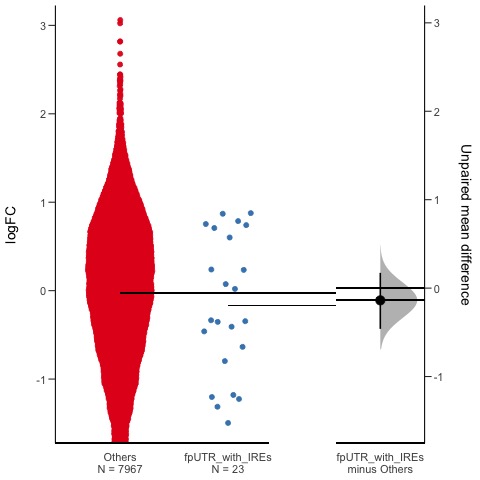 3
2
1
0
-1
logFC
3
2
1
0
-1
Unpaired mean difference
Others
N = 7967
fpUTR_with_IREs
N = 23
fpUTR_with_IREs
minus Others